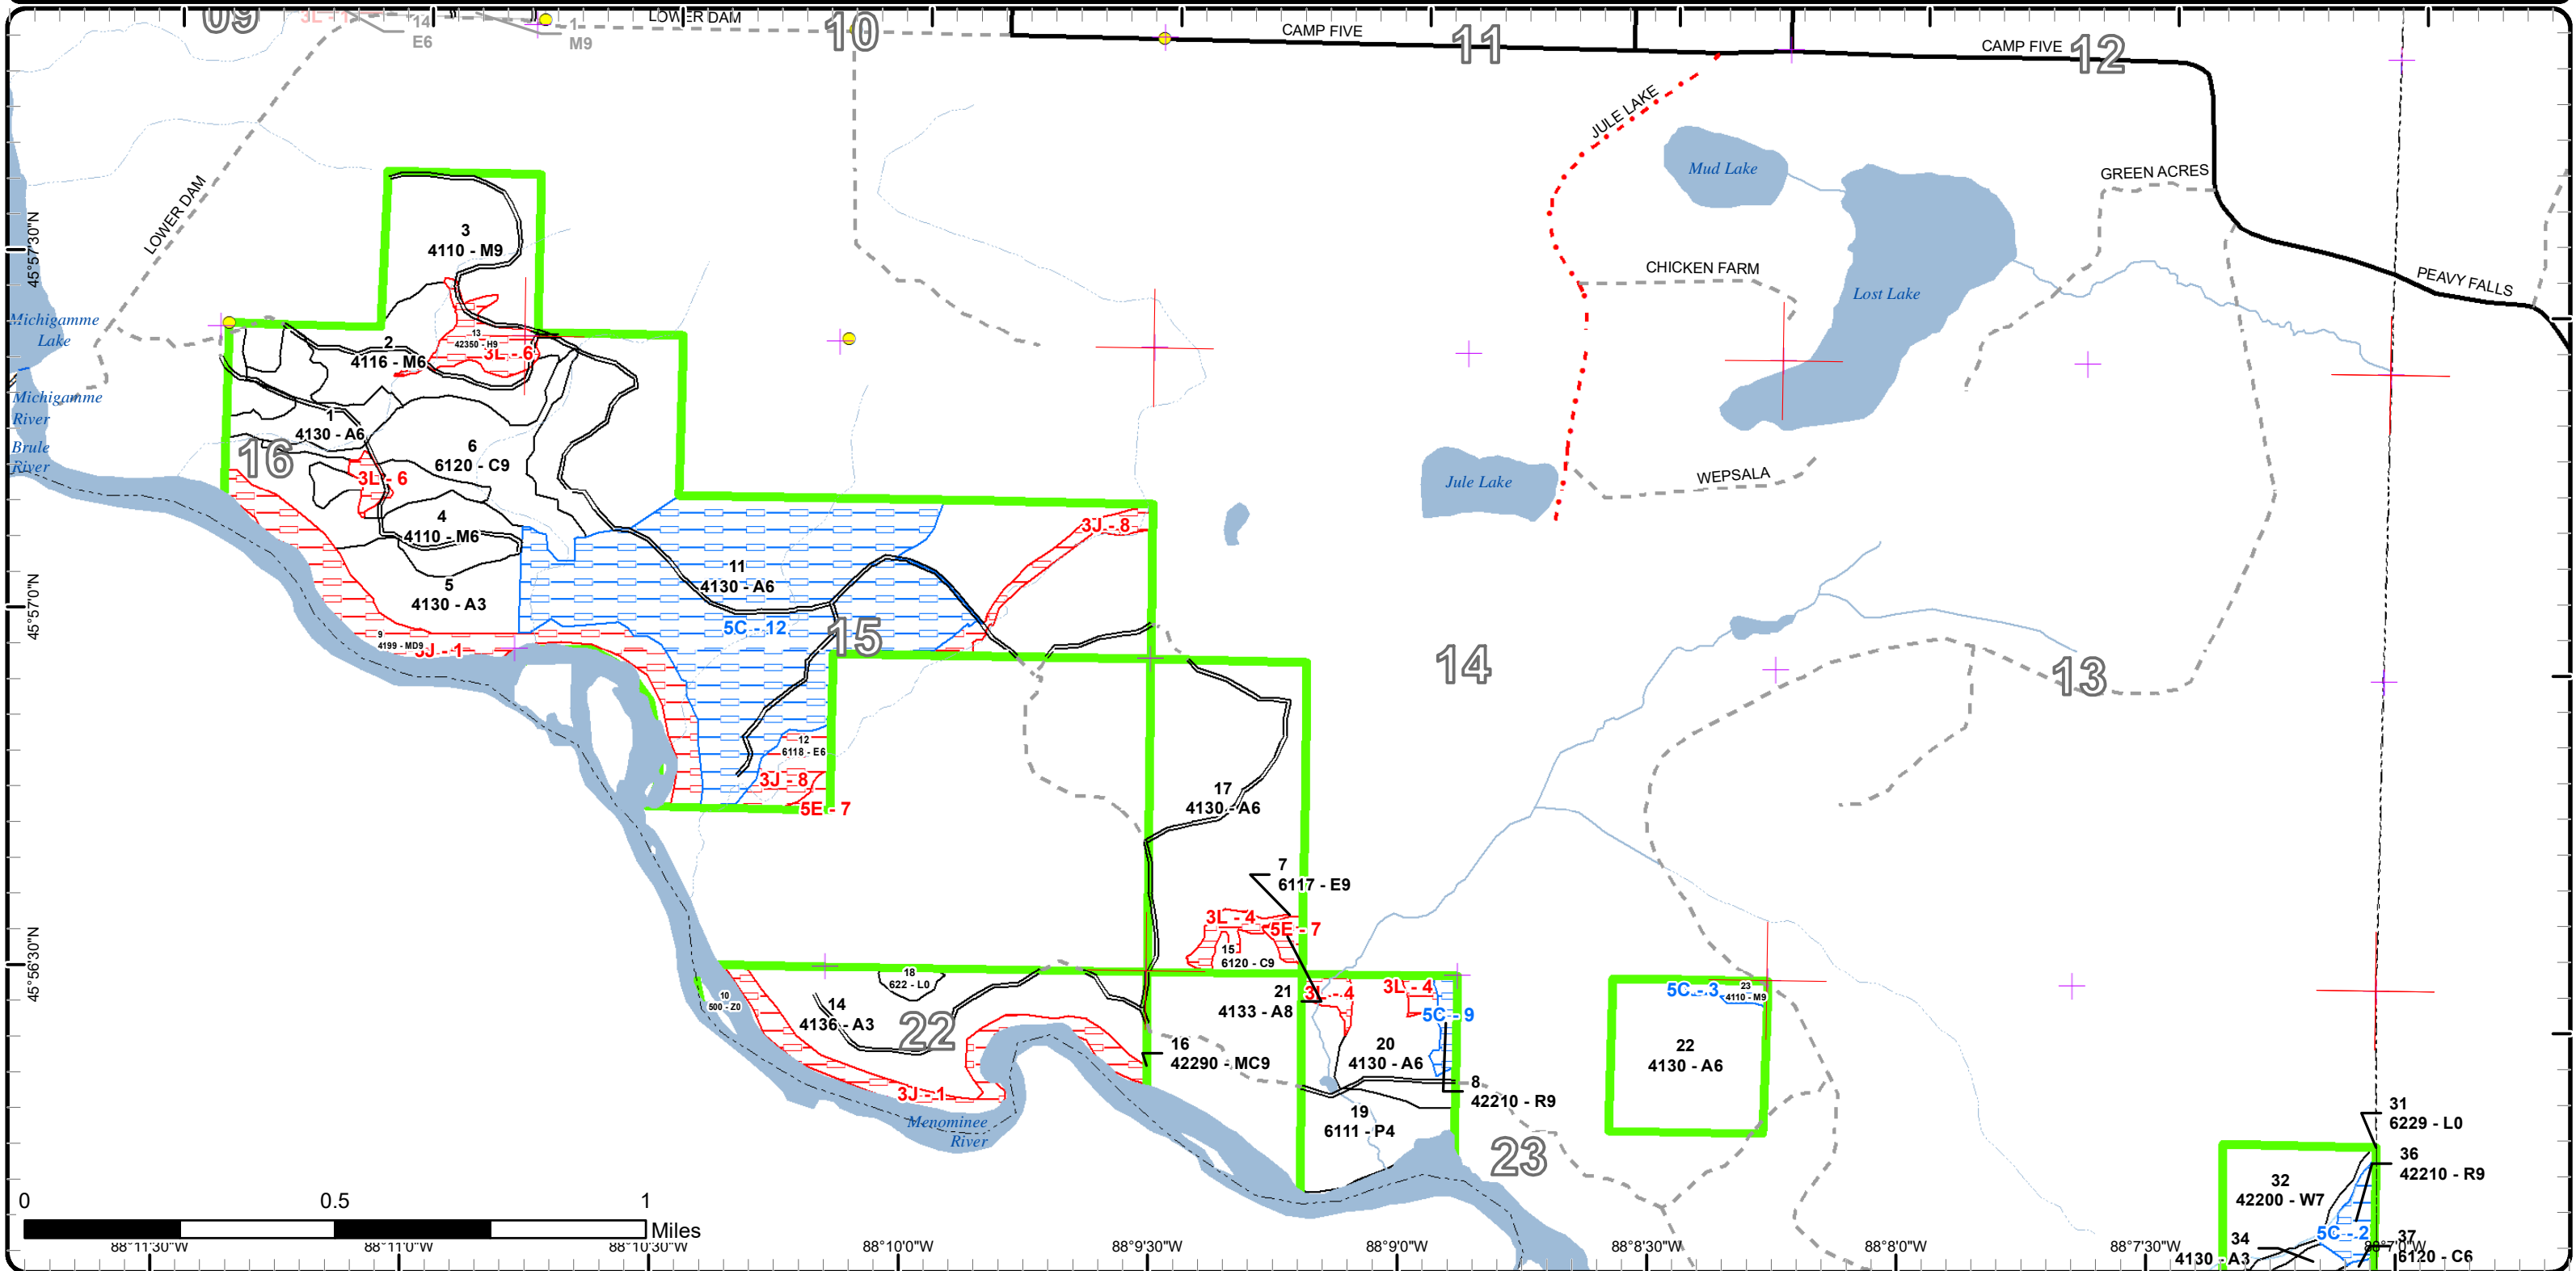 09
3L - 1
14
E6
1
M9
LOWER DAM
10
CAMP FIVE
11
CAMP FIVE
12
JULE LAKE
Mud Lake
GREEN ACRES
LOWER DAM
3
4110 - M9
45°57'30"N
CHICKEN FARM
Lost Lake
PEAVY FALLS
Michigamme
Lake
13
42350 - H9
3L - 6
2
4116 - M6
Michigamme
River
1
4130 - A6
Brule
River
16
6
6120 - C9
3L - 6
WEPSALA
Jule Lake
4
4110 - M6
3J - 8
11
4130 - A6
5
4130 - A3
45°57'0"N
5C - 12
15
9
4199 - MD9
3J - 1
14
13
12
6118 - E6
3J - 8
5E - 7
17
4130 - A6
7
6117 - E9
3L - 4
5E - 7
15
6120 - C9
45°56'30"N
18
622 - L0
10
500 - Z0
14
4136 - A3
22
21
4133 - A8
3L - 4
3L - 4
5C - 9
20
4130 - A6
5C - 3
23
4110 - M9
22
4130 - A6
16
42290 - MC9
8
42210 - R9
3J - 1
Menominee
River
19
6111 - P4
23
31
6229 - L0
36
42210 - R9
32
42200 - W7
5C - 2
34
4130 - A3
37
6120 - C6
0
0.5
1
Miles
88°11'30"W
88°11'0"W
88°10'30"W
88°10'0"W
88°9'30"W
88°9'0"W
88°8'30"W
88°8'0"W
88°7'30"W
88°7'0"W